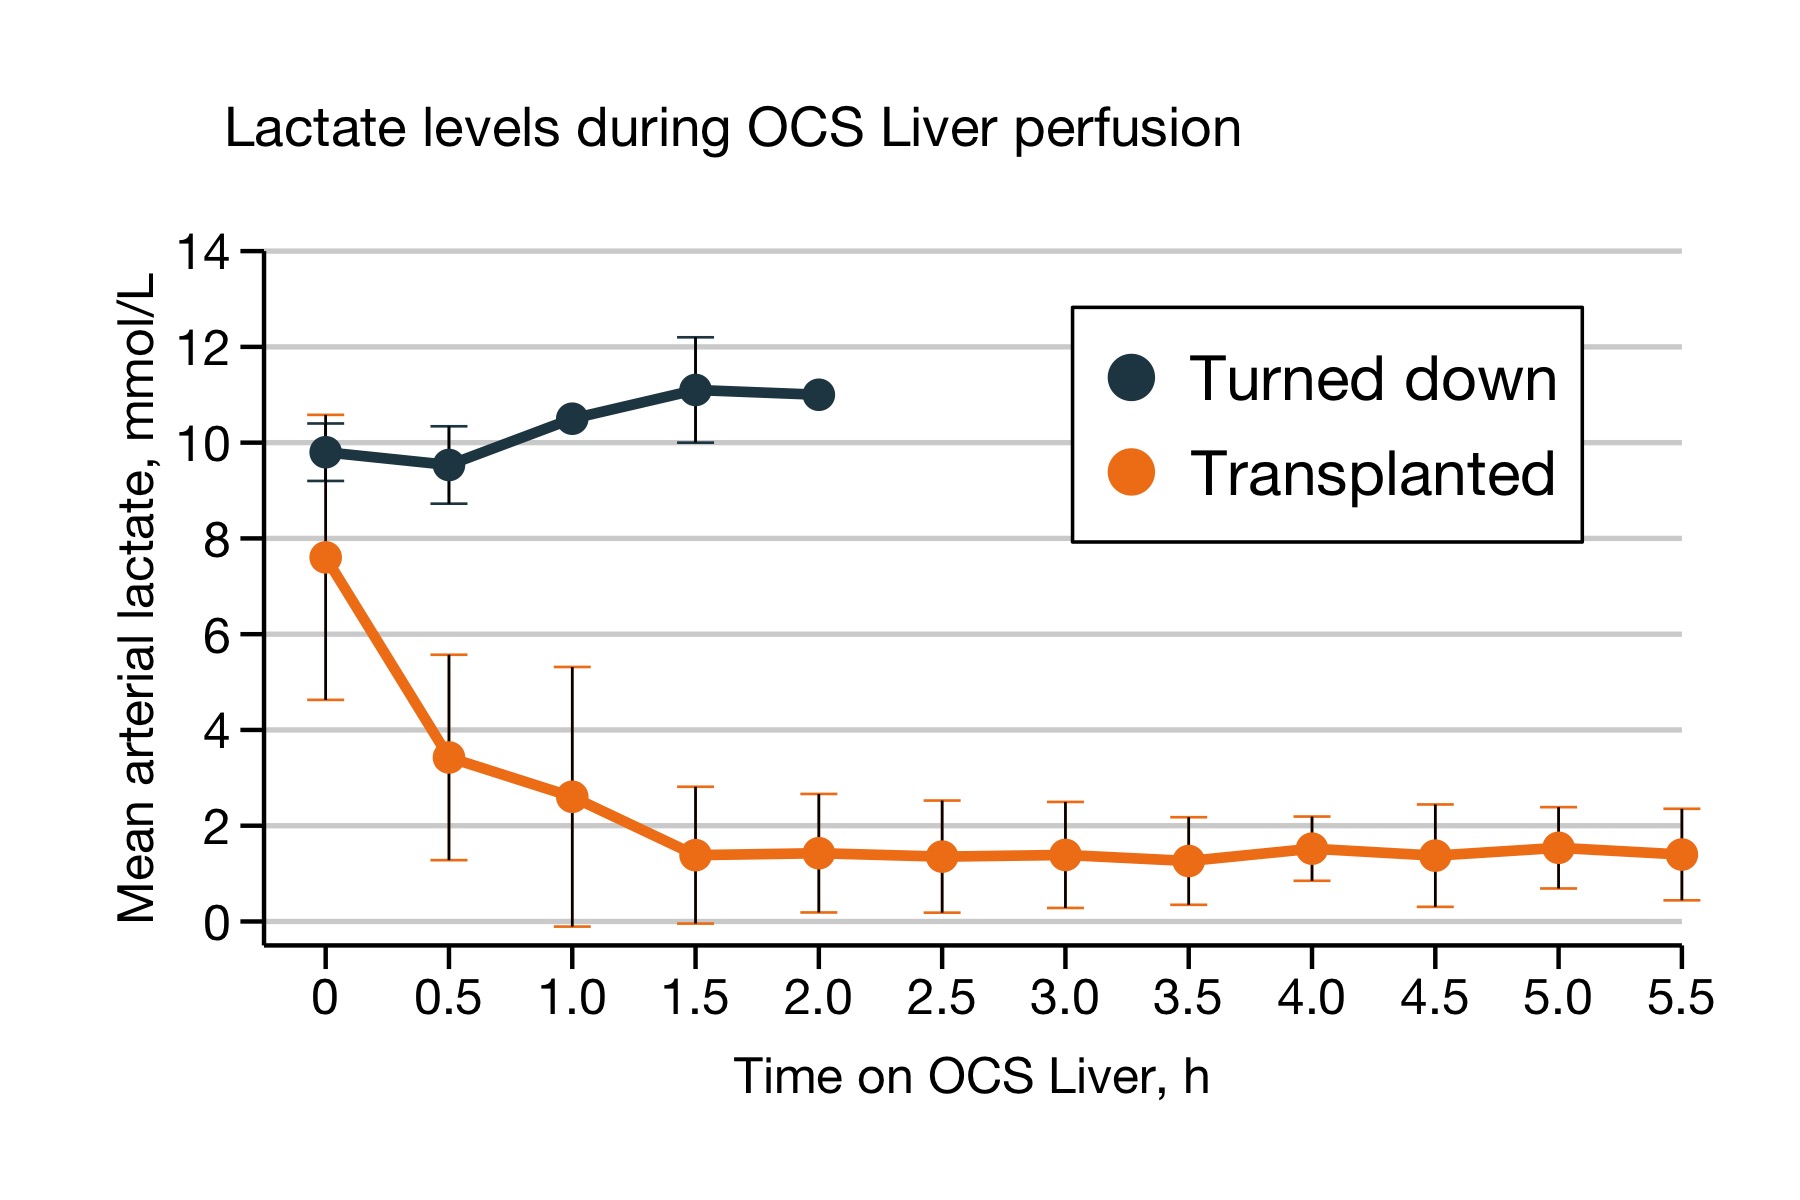 Lactate levels during OCS Liver perfusion
Mean arterial lactate, mmol/L
14
12
10
8
6
4
2
0
Turned down
Transplanted
0 0.5 1.0 1.5 2.0 2.5 3.0 3.5 4.0 4.5 5.0 5.5
Time on OCS Liver, h